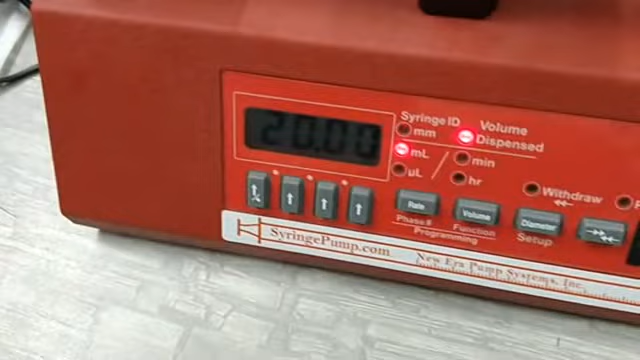 20.00
Syringe ID
mm
Volume
Dispensed
mL
/
min
µL
hr
Withdraw
Rate
Volume
Diameter
Phase #
Function
Programming
Setup
SyringePump.com
New Era Pump Systems, Inc.